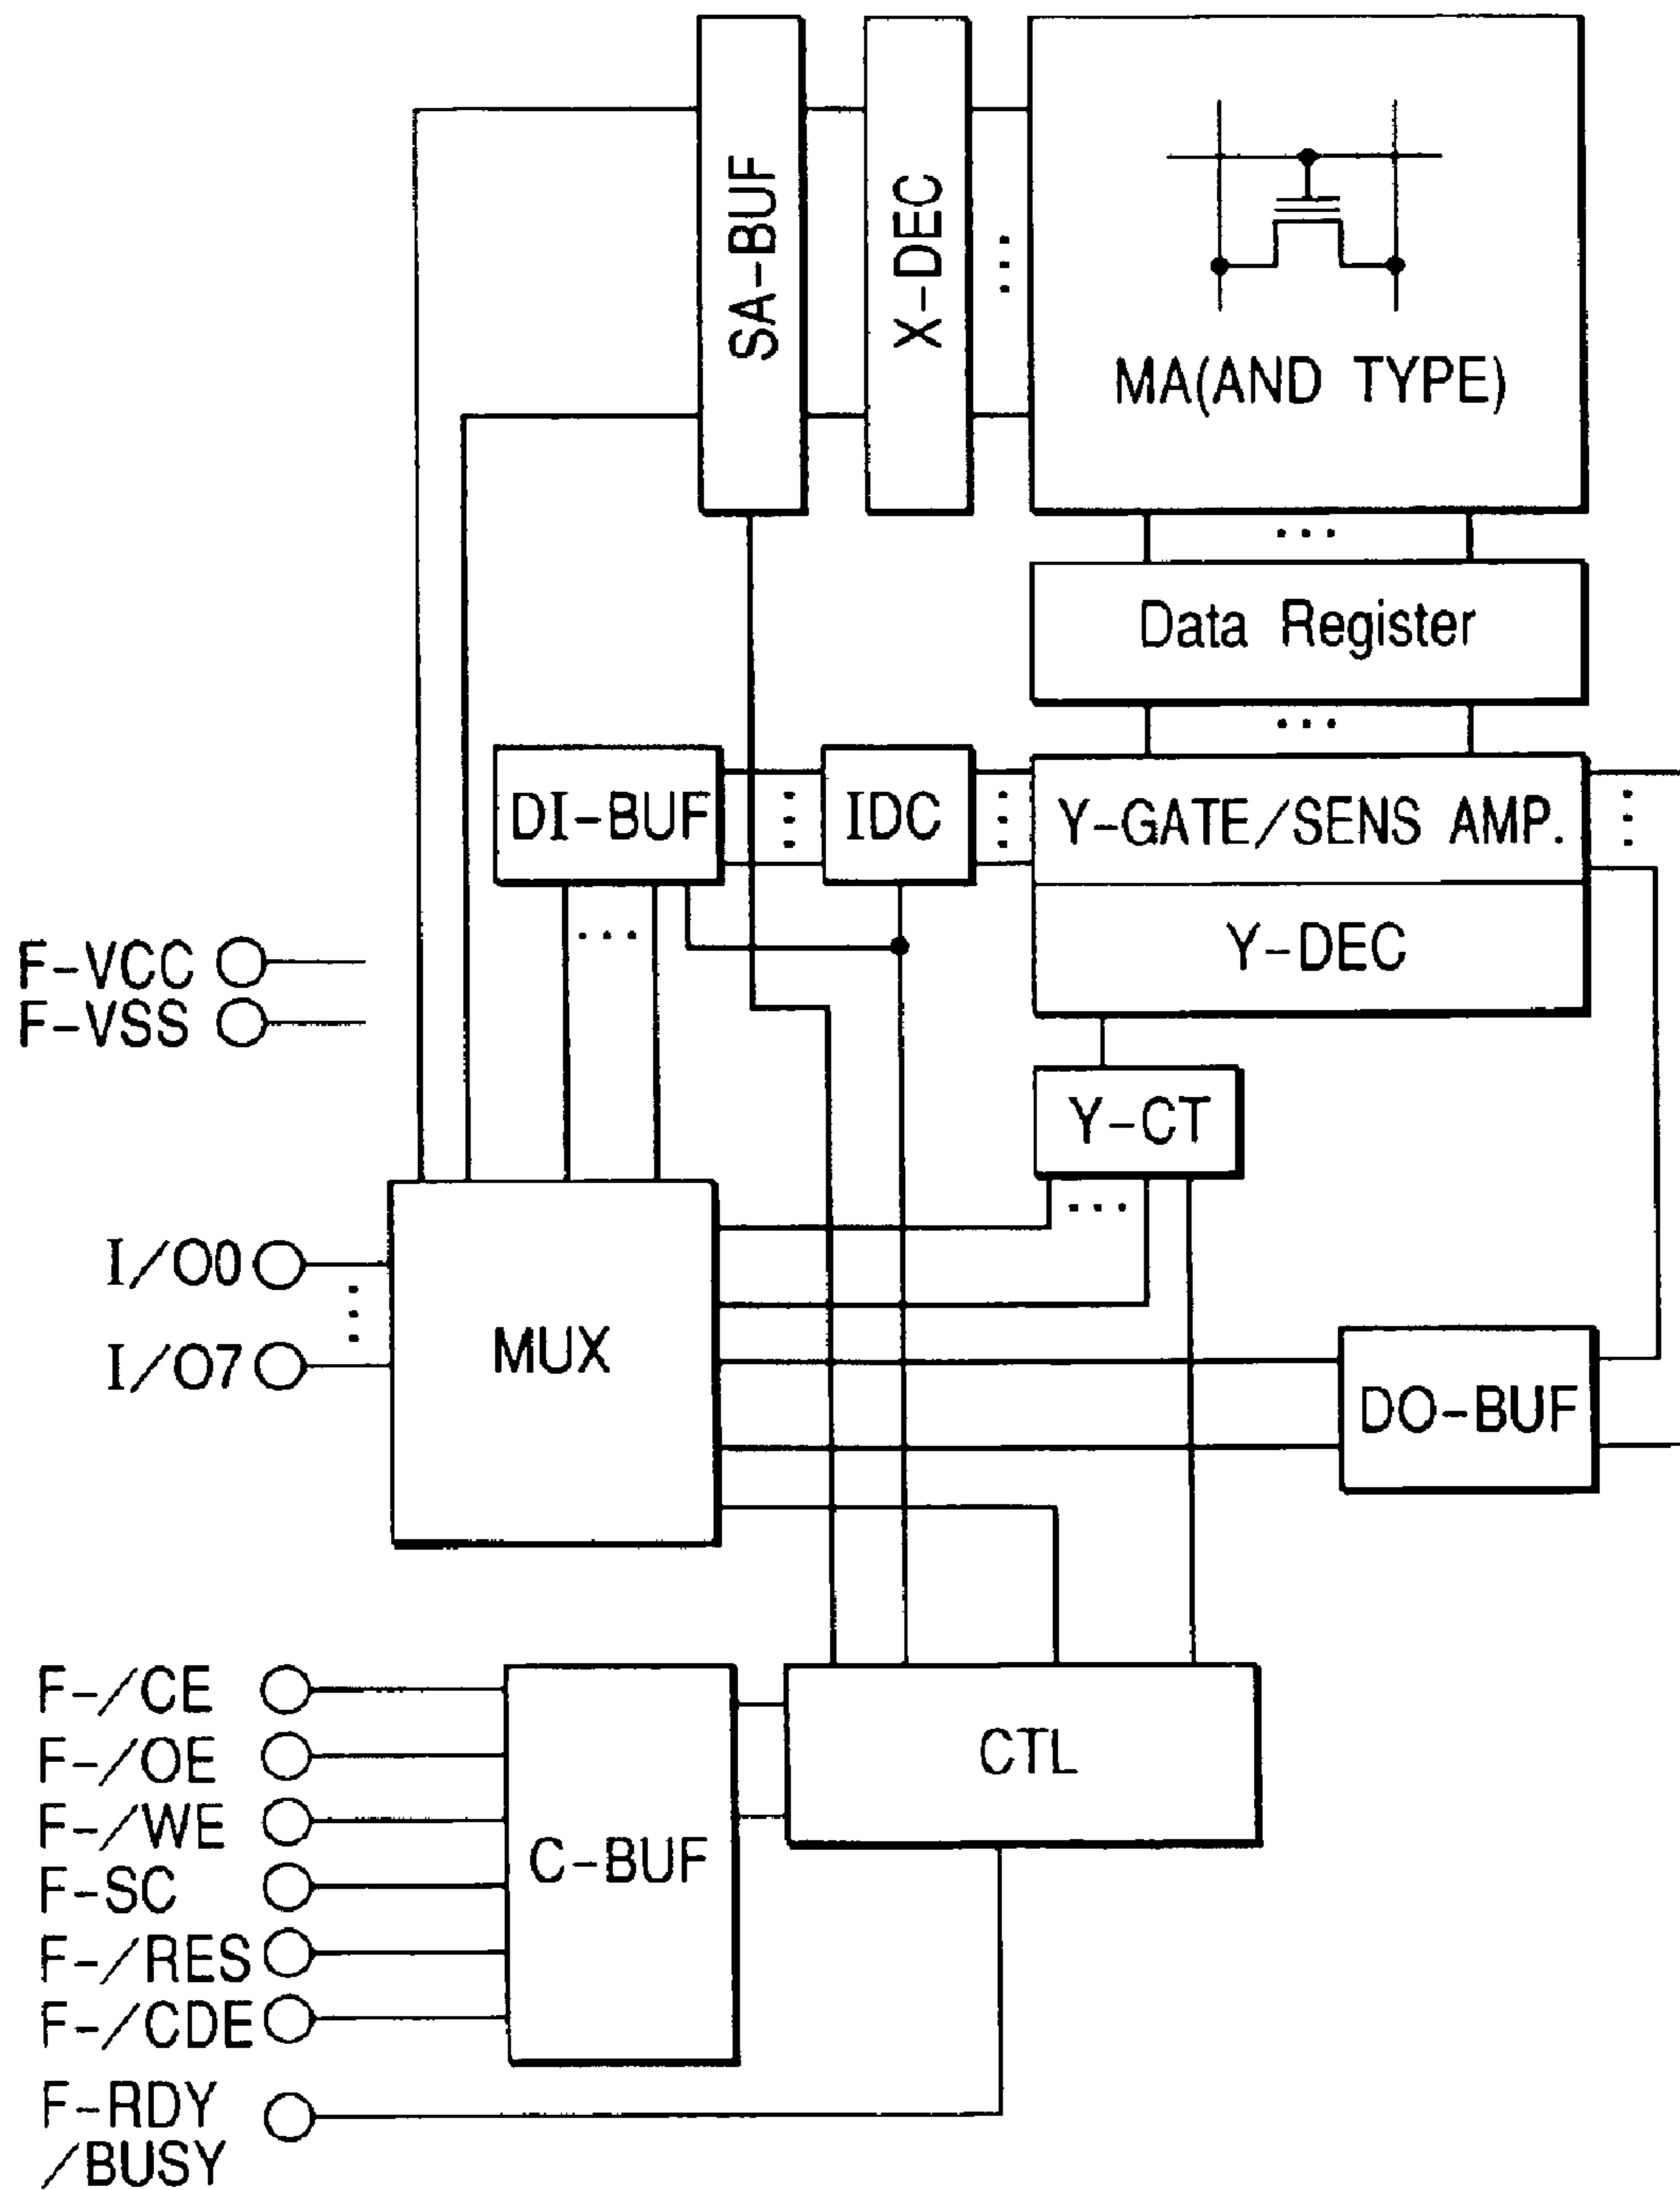 SA-BUF
X-DEC
MA(AND TYPE)
Data Register
DI-BUF
IDC
Y-GATE/SENS AMP.
Y-DEC
F-VCC
F-VSS
Y-CT
I/O0
I/O7
MUX
DO-BUF
F-/CE
F-/OE
F-/WE
F-SC
F-/RES
F-/CDE
F-RDY
/BUSY
C-BUF
CTL